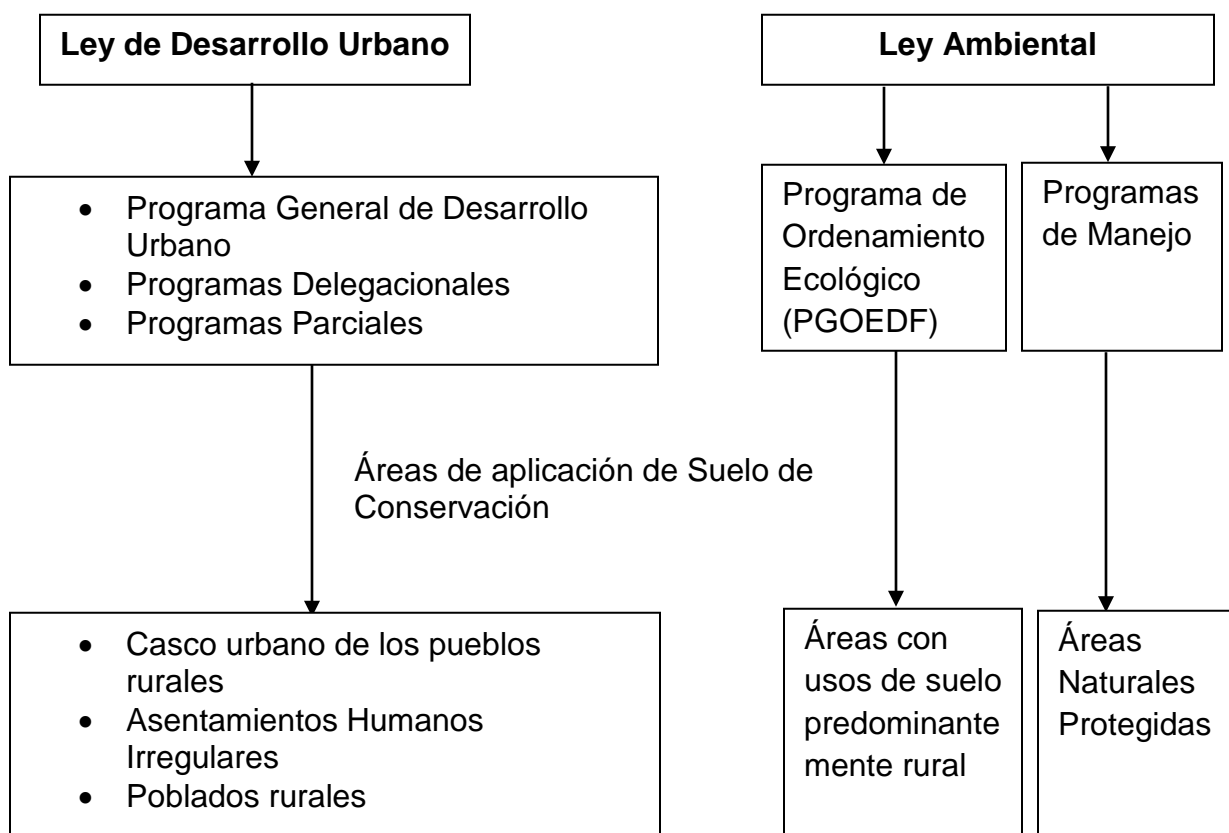 Ley de Desarrollo Urbano
Ley Ambiental
• Programa General de Desarrollo
Urbano
• Programas Delegacionales
• Programas Parciales
Programa de
Ordenamiento
Ecológico
(PGOEDF)
Programas
de Manejo
Áreas de aplicación de Suelo de
Conservación
• Casco urbano de los pueblos
rurales
• Asentamientos Humanos
Irregulares
• Poblados rurales
Áreas con
usos de suelo
predominante
mente rural
Áreas
Naturales
Protegidas